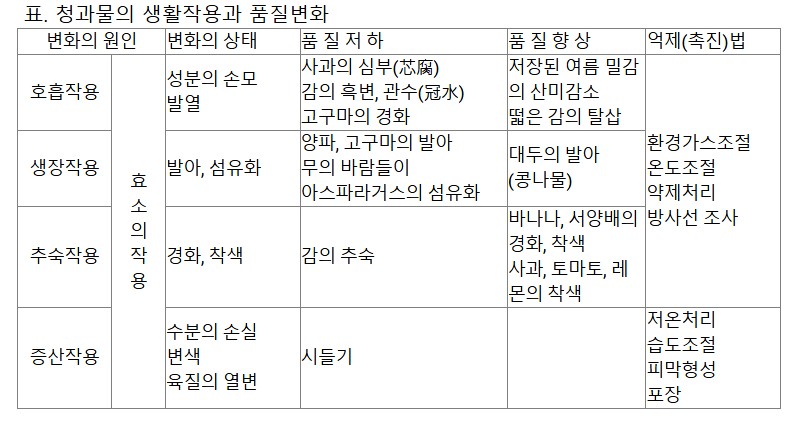 표. 청과물의 생활작용과 품질변화
변화의 원인 변화의 상태 품 질 저 하 품 질 향 상 억제(촉진)법
호흡작용
효소의작용
성분의 손모
발열
사과의 심부(芯腐)
감의 흑변, 관수(冠水)
고구마의 경화
저장된 여름 밀감
의 산미감소
떫은 감의 탈삽
환경가스조절
온도조절
약제처리
방사선 조사
생장작용
발아, 섬유화
양파, 고구마의 발아
무의 바람들이
아스파라거스의 섬유화
대두의 발아
(콩나물)
추숙작용
경화, 착색
감의 추숙
바나나, 서양배의
경화, 착색
사과, 토마토, 레
몬의 착색
증산작용
수분의 손실
변색
육질의 열변
시들기
저온처리
습도조절
피막형성
포장